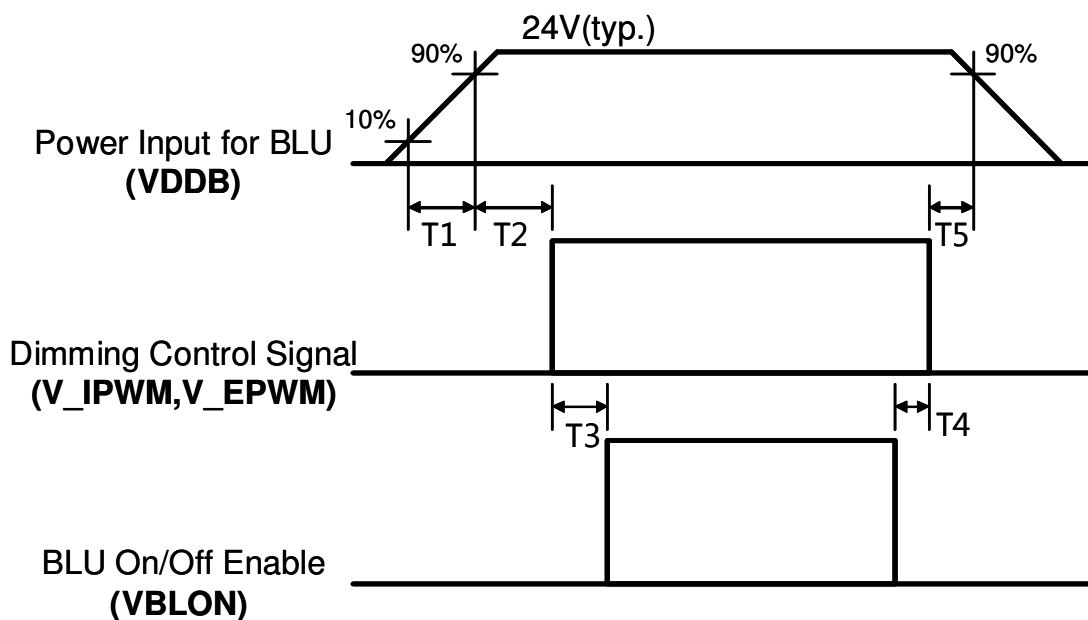 24V(typ.)
90%
90%
10%
Power Input for BLU
(VDDB)
T1
T2
T5
Dimming Control Signal
(V_IPWM,V_EPWM)
T3
T4
BLU On/Off Enable
(VBLON)